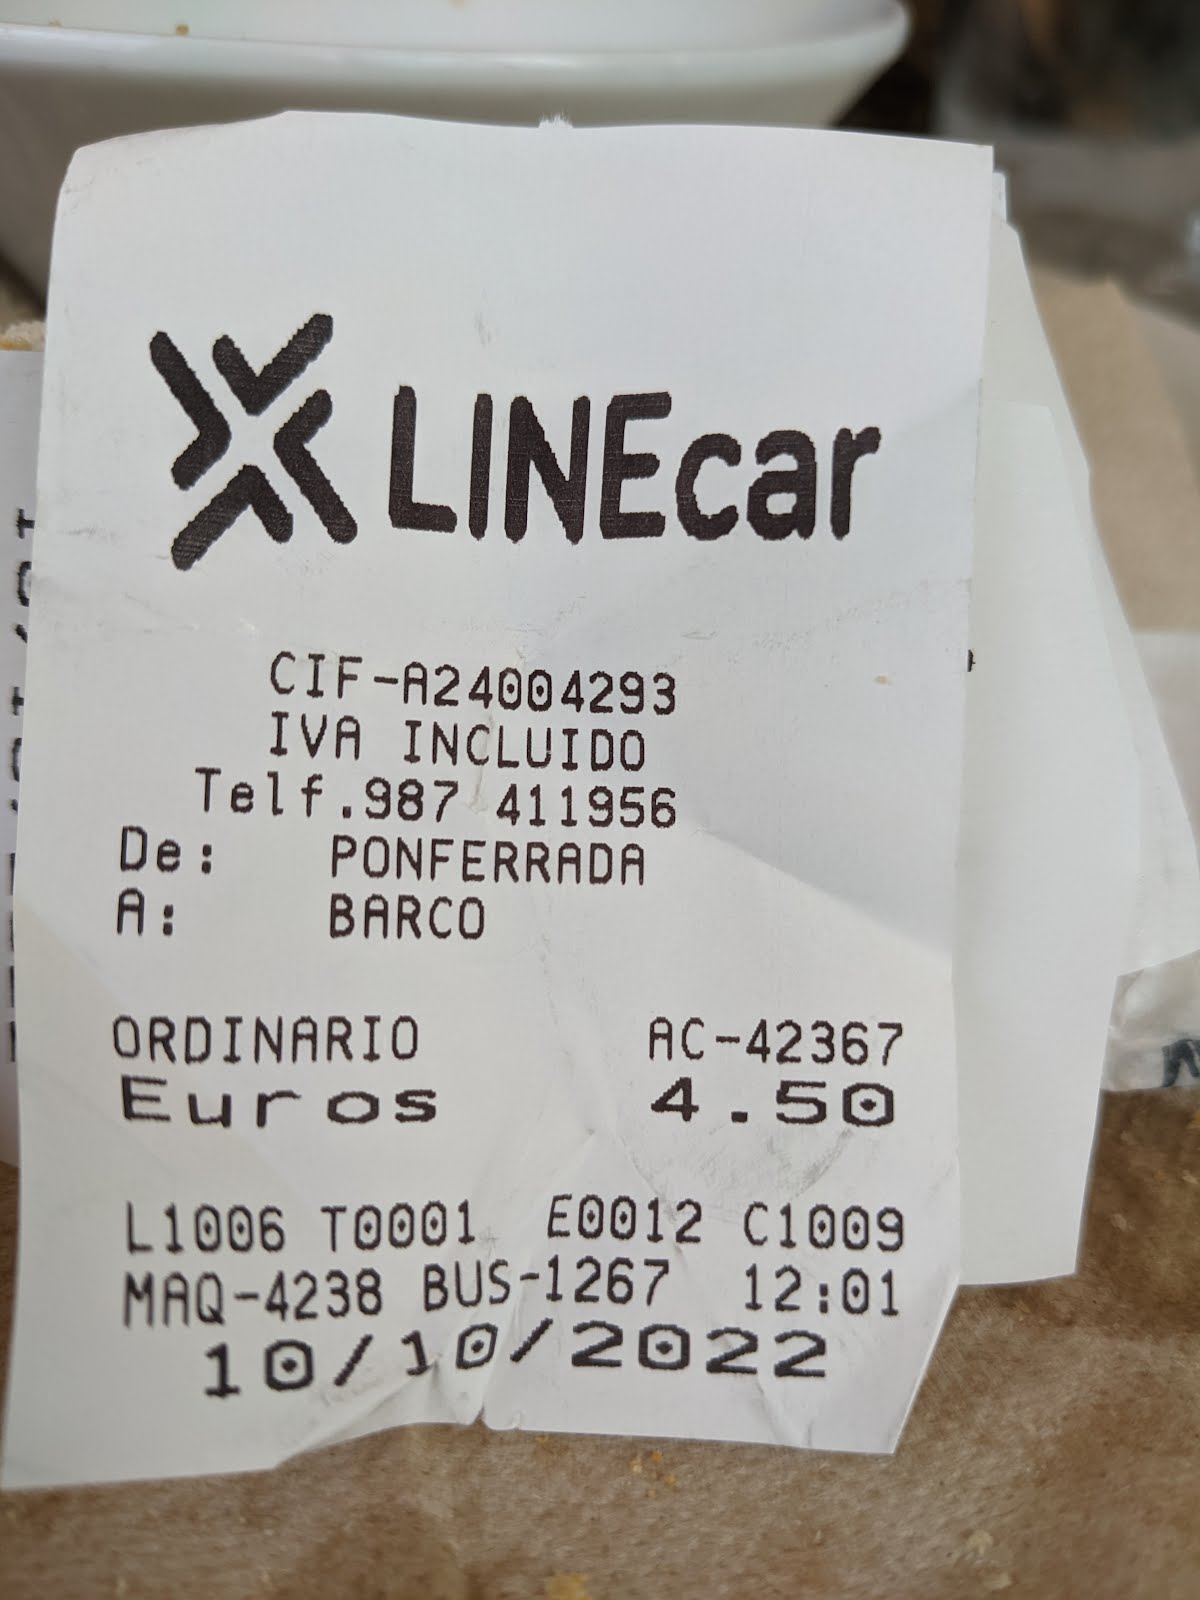 LINEcar
CIF-A24004293
IVA INCLUIDO
Telf.987 411956
De: PONFERRADA
A: BARCO
ORDINARIO AC-42367
Euros 4.50
L1006 T0001 E0012 C1009
MAQ-4238 BUS-1267 12:01
10/10/2022